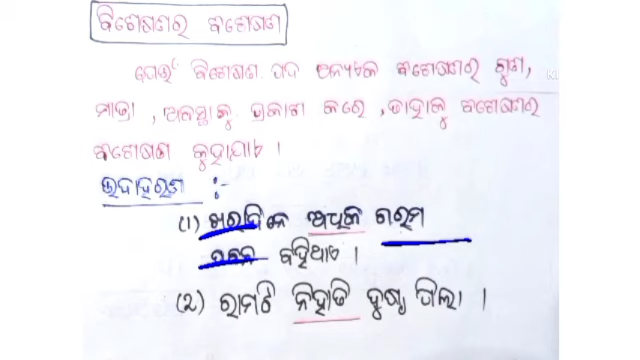 ବିଶେଷଣର ବିଶେଷଣ
ଯେଉଁ ବିଶେଷଣ ପଦ ଅନ୍ୟଏକ ବିଶେଷଣର ଗୁଣ,
ମାତ୍ରା, ଅବସ୍ଥାକୁ ପ୍ରକାଶ କରେ, ତାହାକୁ ବିଶେଷଣର
ବିଶେଷଣ କୁହାଯାଏ ।
ଉଦାହରଣ :-
(୧) ଖରାଦିନେ ଅଧିକ ଗରମ
ପବନ ବହିଥାଏ ।
(୨) ରାମଟି ନିହାତି ଦୁଷ୍ଟ ପିଲା ।